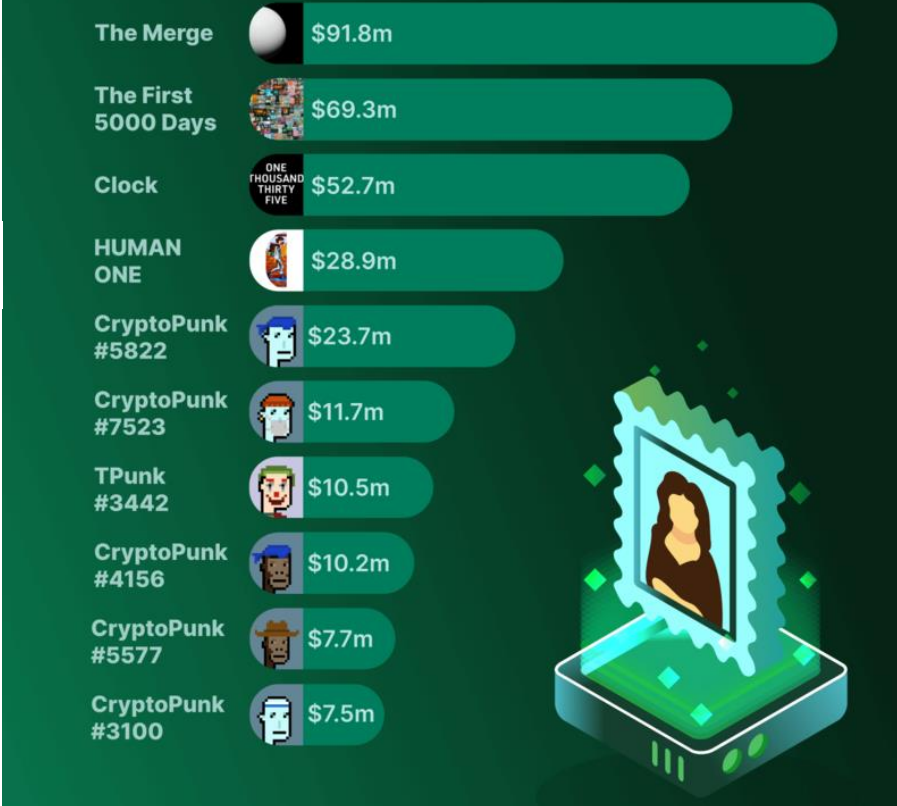 The Merge
$91.8m
The First
5000 Days
$69.3m
Clock
ONE
THOUSAND
THIRTY
FIVE
$52.7m
HUMAN
ONE
$28.9m
CryptoPunk
#5822
$23.7m
CryptoPunk
#7523
$11.7m
TPunk
#3442
$10.5m
CryptoPunk
#4156
$10.2m
CryptoPunk
#5577
$7.7m
CryptoPunk
#3100
$7.5m